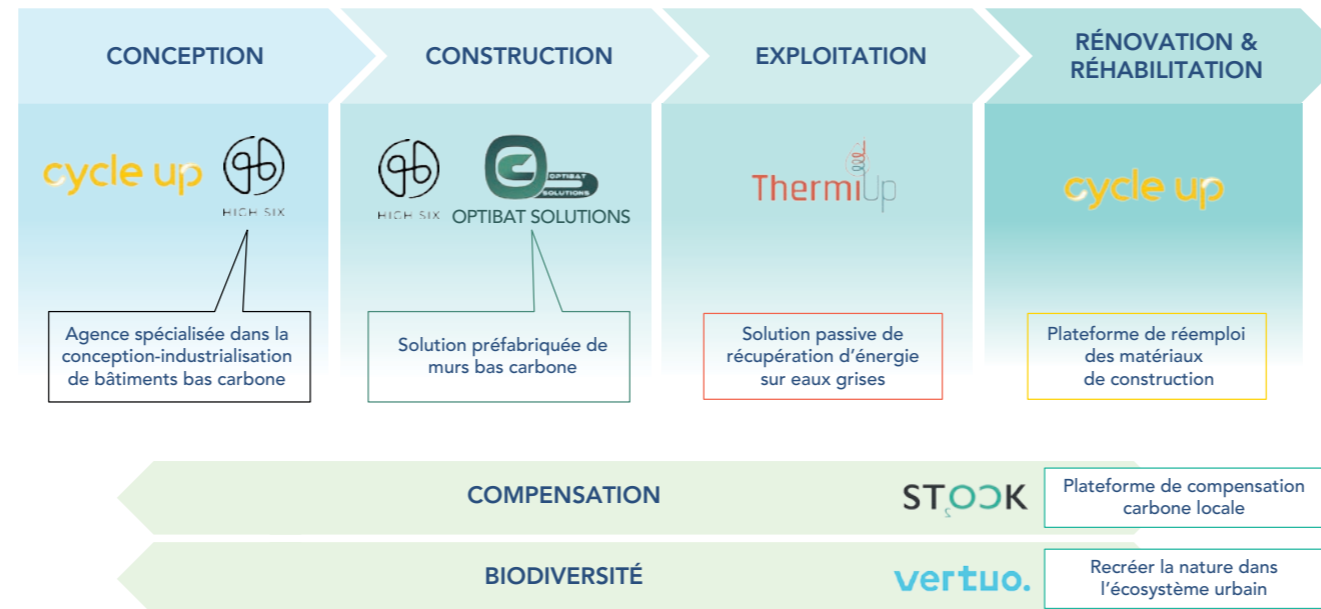 CONCEPTION
CONSTRUCTION
EXPLOITATION
RÉNOVATION &
RÉHABILITATION
cycle up
HIGH SIX
HIGH SIX
OPTIBAT
SOLUTIONS
OPTIBAT SOLUTIONS
ThermiUp
cycle up
Agence spécialisée dans la
conception-industrialisation
de bâtiments bas carbone
Solution préfabriquée de
murs bas carbone
Solution passive de
récupération d'énergie
sur eaux grises
Plateforme de réemploi
des matériaux
de construction
COMPENSATION
STOCK
2
Plateforme de compensation
carbone locale
BIODIVERSITÉ
vertuo.
Recréer la nature dans
l'écosystème urbain